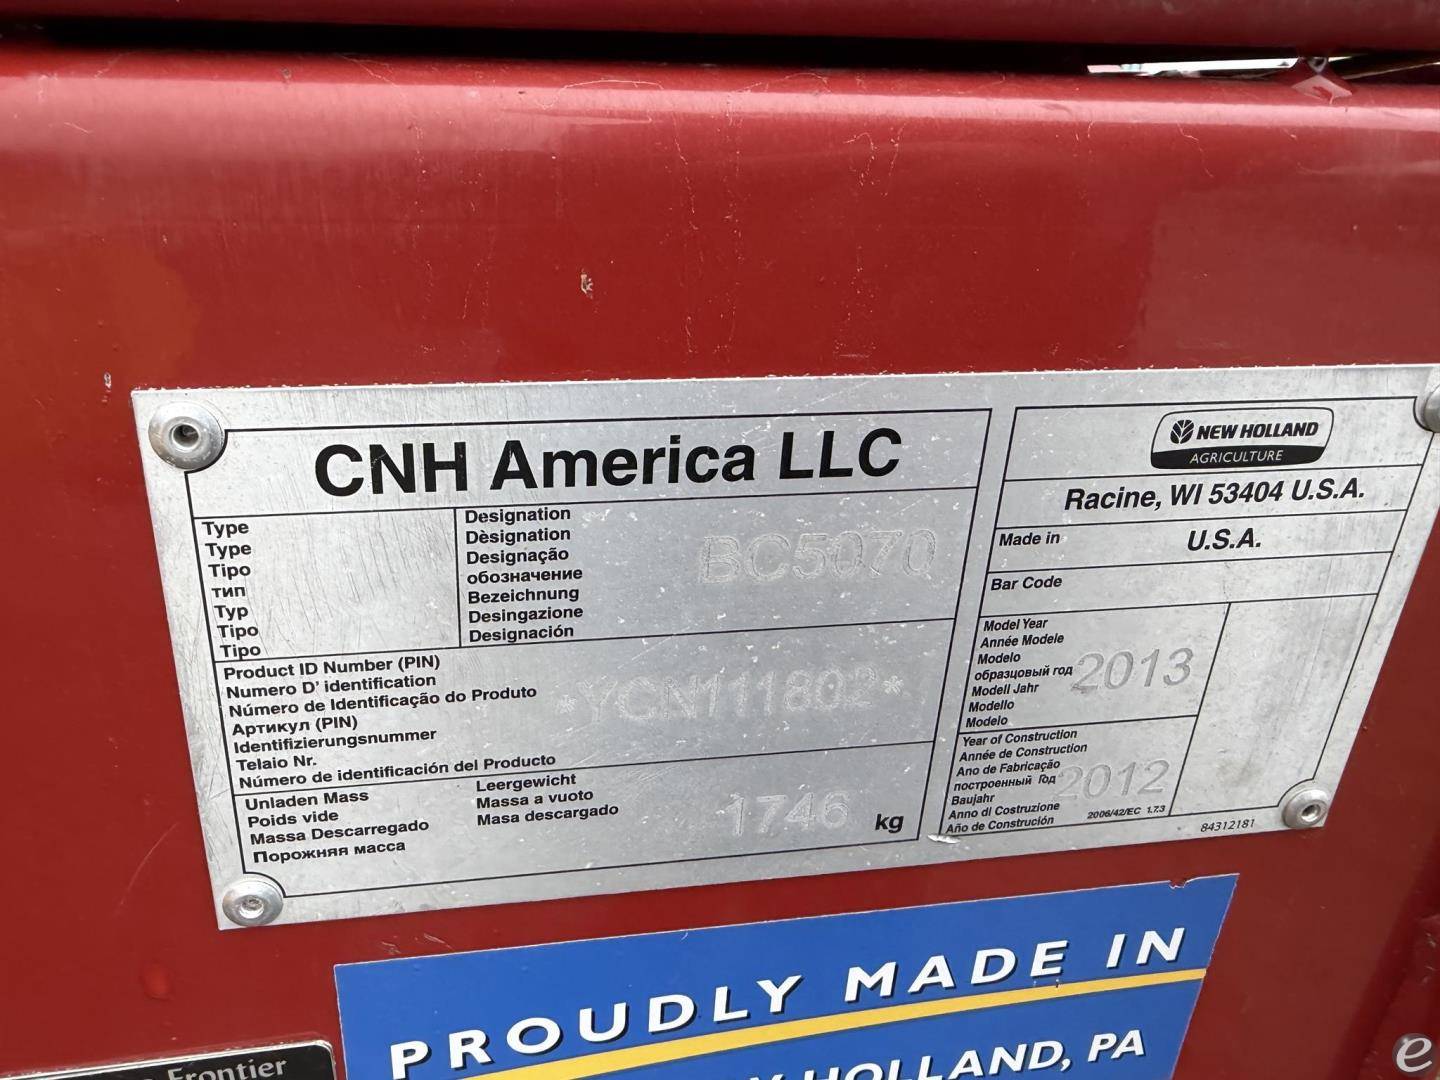 CNH America LLC
Type
Type
Tipo
тип
Typ
Tipo
Tipo
Designation
Dèsignation
Designação
обозначение
Bezeichnung
Desingazione
Designación
BC5070
Product ID Number (PIN)
Numero D' identification
Número de Identificação do Produto
Артикул (PIN)
Identifizierungsnummer
Telaio Nr.
Número de identificación del Producto
*YCN111802*
Unladen Mass
Poids vide
Massa Descarregado
Порожняя масса
Leergewicht
Massa a vuoto
Masa descargado
1746 kg
NEW HOLLAND
AGRICULTURE
Racine, WI 53404 U.S.A.
Made in U.S.A.
Bar Code
Model Year
Année Modele
Modelo
образцовый год
Modell Jahr
Modello
Modelo
2013
Year of Construction
Année de Construction
Ano de Fabricação
построенный Год
Baujahr
Anno di Costruzione
Año de Construción
2012
2006/42/EC 1.7.3
84312181
PROUDLY MADE IN
HOLLAND, PA
Frontier
e